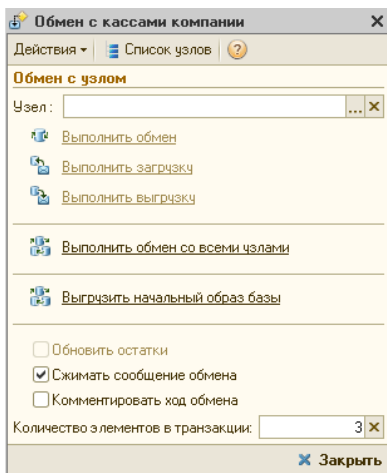 Обмен с кассами компании
Действия Список узлов ?
Обмен с узлом
Узел: ...
Выполнить обмен
Выполнить загрузку
Выполнить выгрузку
Выполнить обмен со всеми узлами
Выгрузить начальный образ базы
Обновить остатки
Сжимать сообщение обмена
Комментировать ход обмена
Количество элементов в транзакции: 3
Закрыть